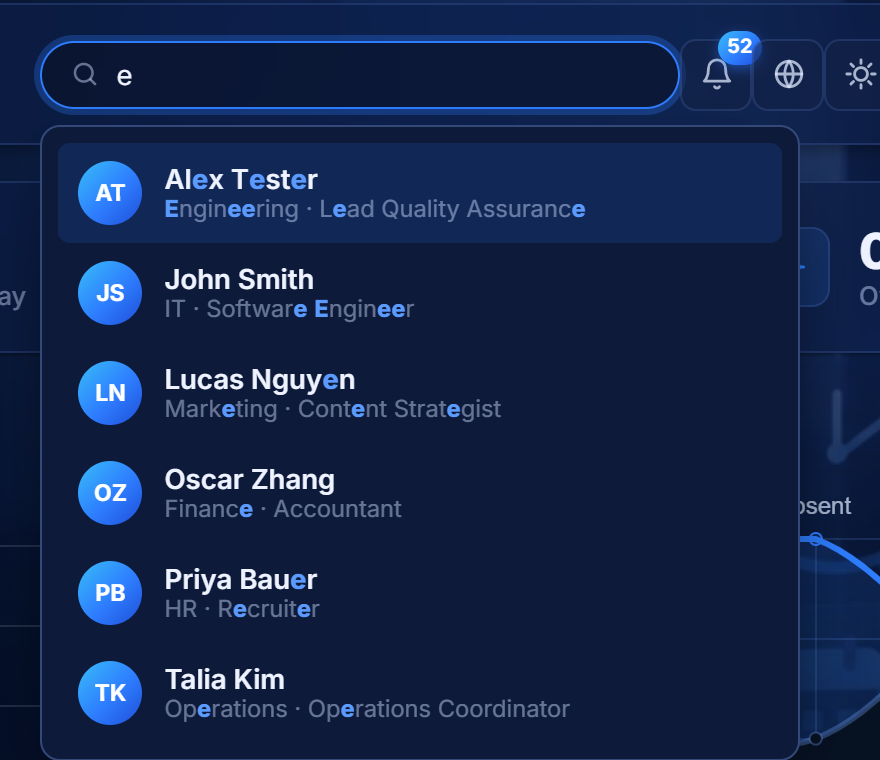 e
52
AT
Alex Tester
Engineering · Lead Quality Assurance
JS
John Smith
IT · Software Engineer
LN
Lucas Nguyen
Marketing · Content Strategist
OZ
Oscar Zhang
Finance · Accountant
PB
Priya Bauer
HR · Recruiter
TK
Talia Kim
Operations · Operations Coordinator